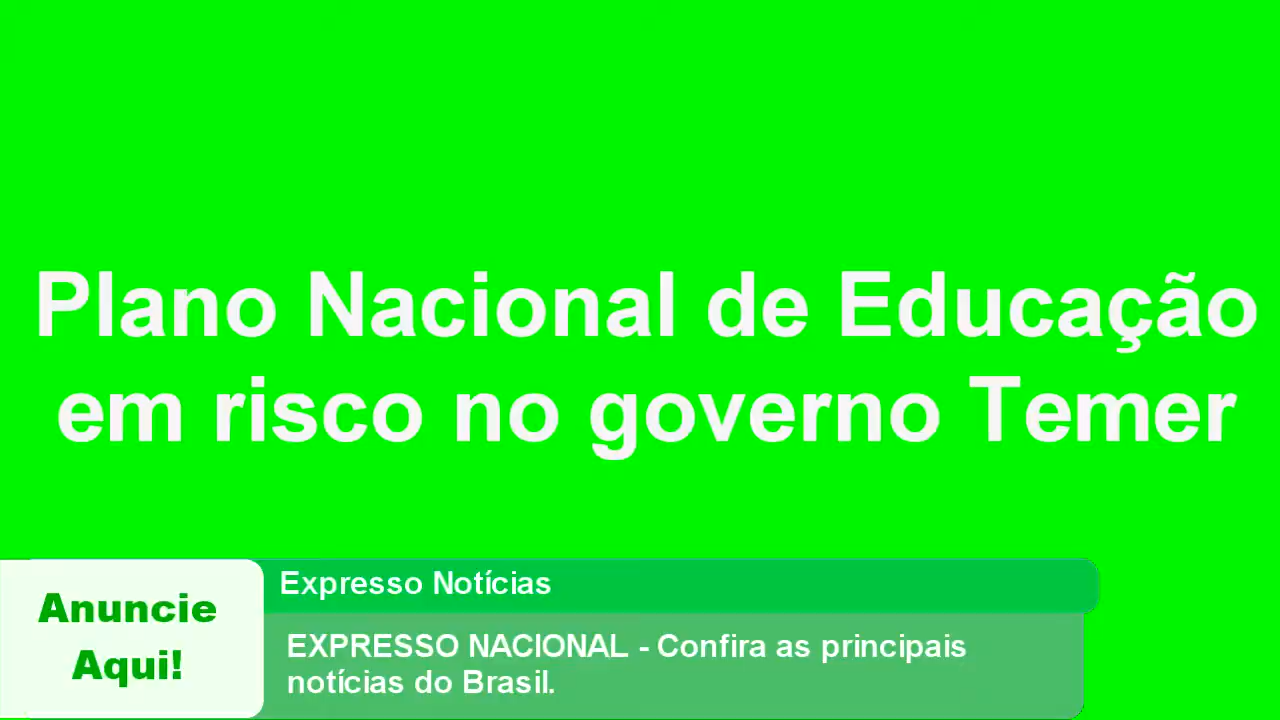 Plano Nacional de Educação
em risco no governo Temer
Anuncie
Aqui!
Expresso Notícias
EXPRESSO NACIONAL - Confira as principais
notícias do Brasil.